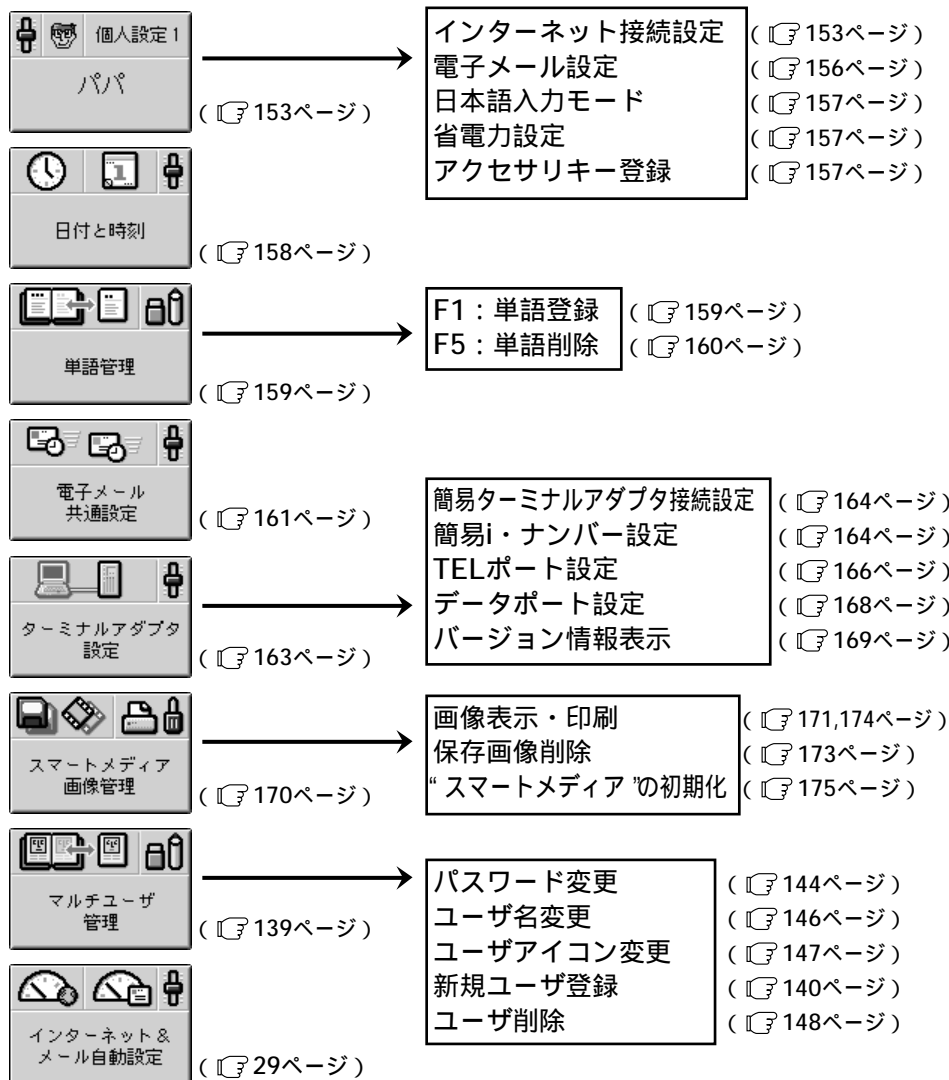 個人設定1
パパ
(☞153ページ)
インターネット接続設定 (☞153ページ)
電子メール設定 (☞156ページ)
日本語入力モード (☞157ページ)
省電力設定 (☞157ページ)
アクセサリキー登録 (☞157ページ)
日付と時刻
(☞158ページ)
単語管理
(☞159ページ)
F1:単語登録 (☞159ページ)
F5:単語削除 (☞160ページ)
電子メール
共通設定
(☞161ページ)
ターミナルアダプタ
設定
(☞163ページ)
簡易ターミナルアダプタ接続設定 (☞164ページ)
簡易i・ナンバー設定 (☞164ページ)
TELポート設定 (☞166ページ)
データポート設定 (☞168ページ)
バージョン情報表示 (☞169ページ)
スマートメディア
画像管理
(☞170ページ)
画像表示・印刷 (☞171,174ページ)
保存画像削除 (☞173ページ)
“スマートメディア”の初期化 (☞175ページ)
マルチユーザ
管理
(☞139ページ)
パスワード変更 (☞144ページ)
ユーザ名変更 (☞146ページ)
ユーザアイコン変更 (☞147ページ)
新規ユーザ登録 (☞140ページ)
ユーザ削除 (☞148ページ)
インターネット&
メール自動設定
(☞29ページ)